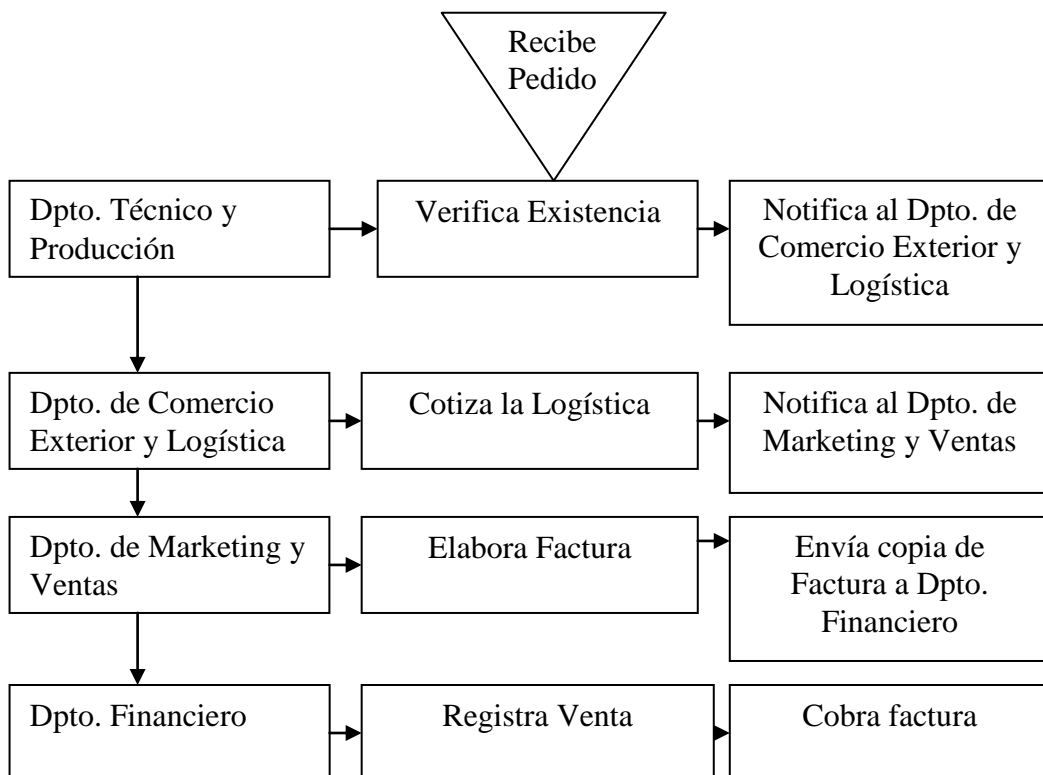 Recibe
Pedido
Dpto. Técnico y
Producción
Verifica Existencia
Notifica al Dpto. de
Comercio Exterior y
Logística
Dpto. de Comercio
Exterior y Logística
Cotiza la Logística
Notifica al Dpto. de
Marketing y Ventas
Dpto. de Marketing y
Ventas
Elabora Factura
Envía copia de
Factura a Dpto.
Financiero
Dpto. Financiero
Registra Venta
Cobra factura